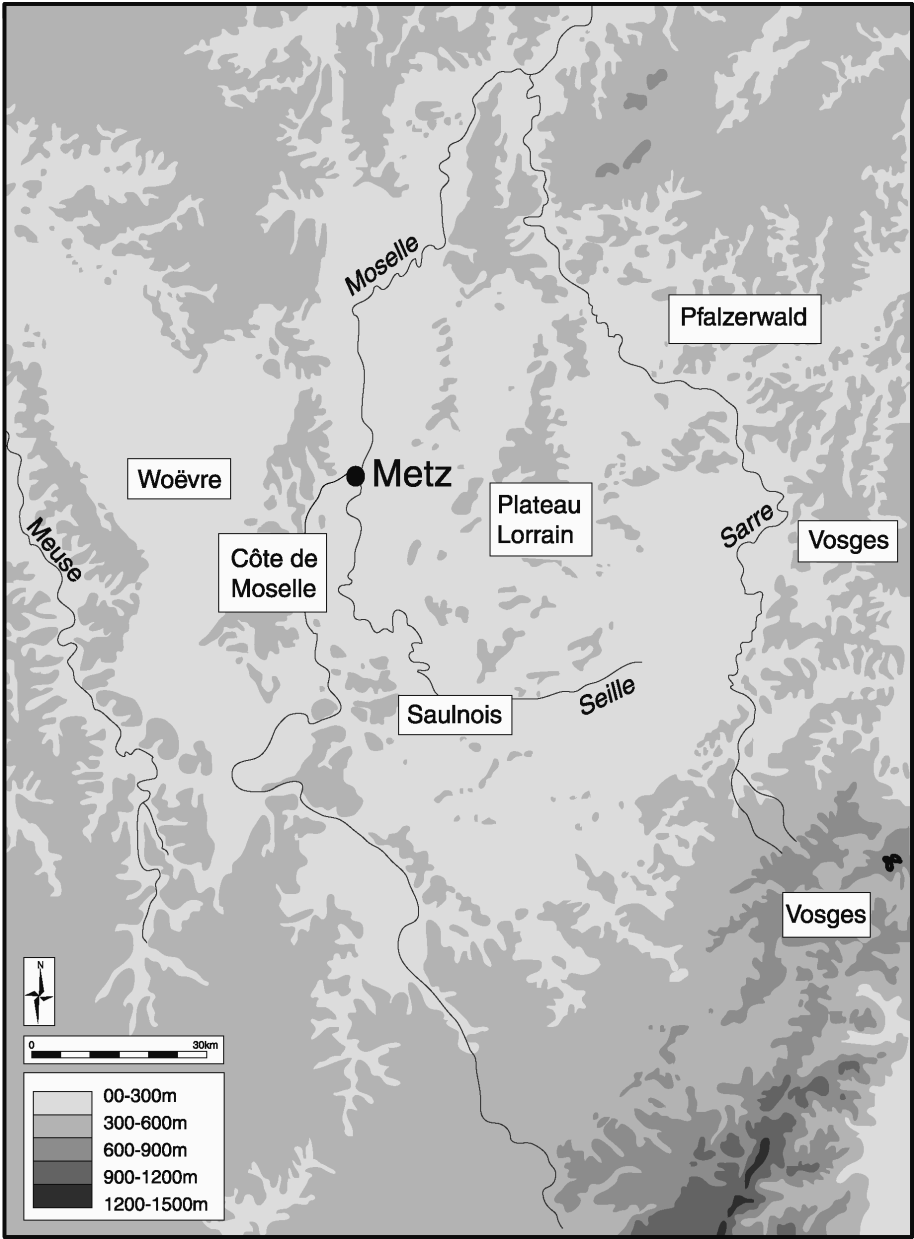 Moselle
Pfalzerwald
Woëvre
Metz
Plateau
Lorrain
Sarre
Vosges
Meuse
Côte de
Moselle
Saulnois
Seille
Vosges
N
0 30km
00-300m
300-600m
600-900m
900-1200m
1200-1500m